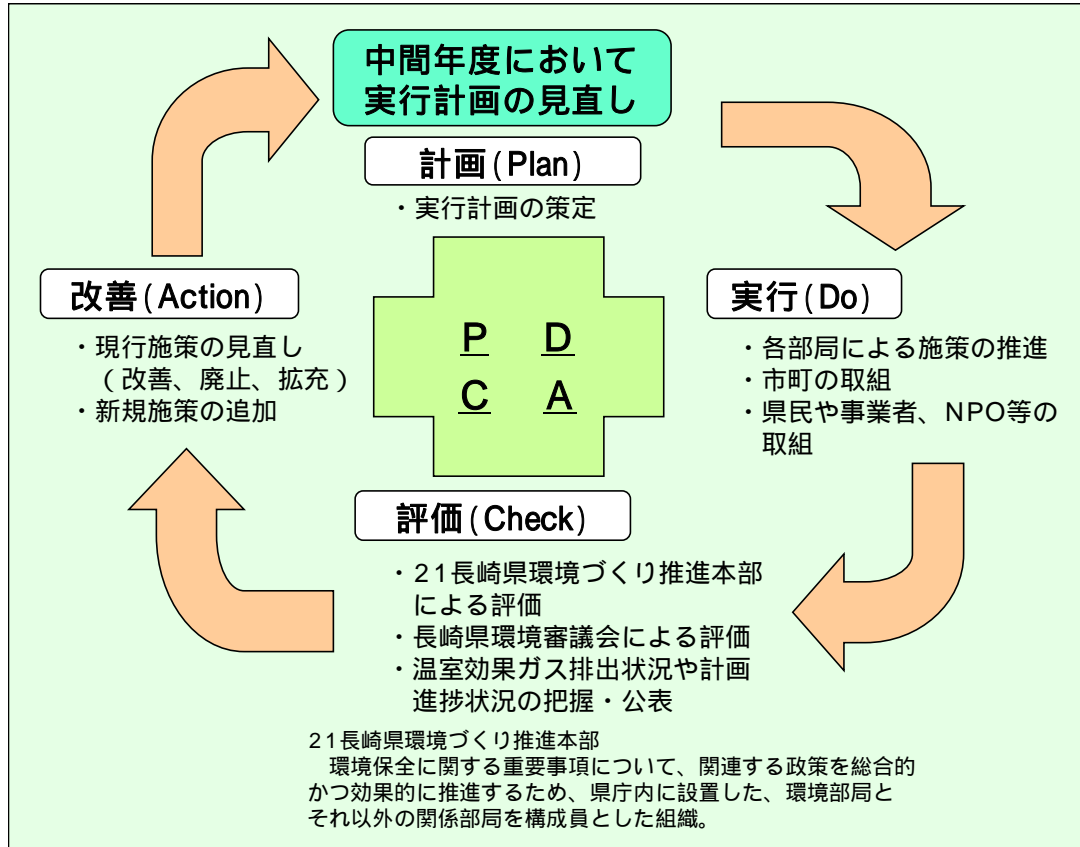 中間年度において
実行計画の見直し
計画(Plan)
・実行計画の策定
改善(Action)
・現行施策の見直し
（改善、廃止、拡充）
・新規施策の追加
P D
C A
実行(Do)
・各部局による施策の推進
・市町の取組
・県民や事業者、NPO等の
取組
評価(Check)
・21長崎県環境づくり推進本部
による評価
・長崎県環境審議会による評価
・温室効果ガス排出状況や計画
進捗状況の把握・公表
21長崎県環境づくり推進本部
環境保全に関する重要事項について、関連する政策を総合的
かつ効果的に推進するため、県庁内に設置した、環境部局と
それ以外の関係部局を構成員とした組織。